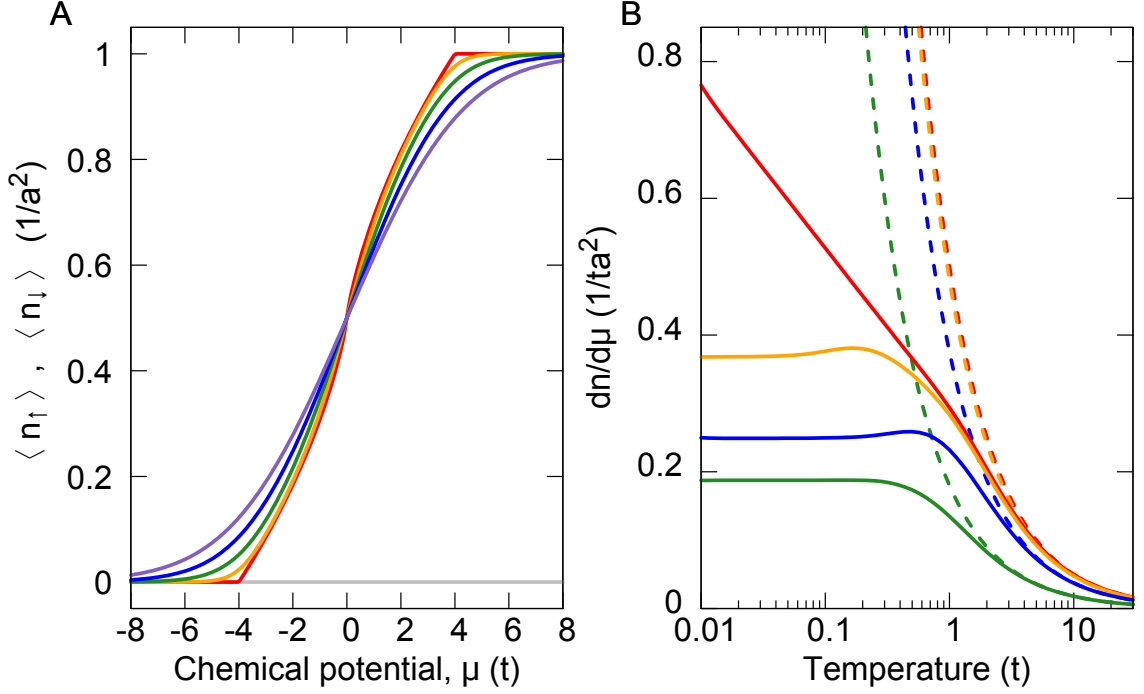 A
⟨ n↑ ⟩ , ⟨ n↓ ⟩ (1/a²)
1
0.8
0.6
0.4
0.2
0
-8 -6 -4 -2 0 2 4 6 8
Chemical potential, μ (t)
B
dn/dμ (1/ta²)
0.8
0.6
0.4
0.2
0
0.01 0.1 1 10
Temperature (t)